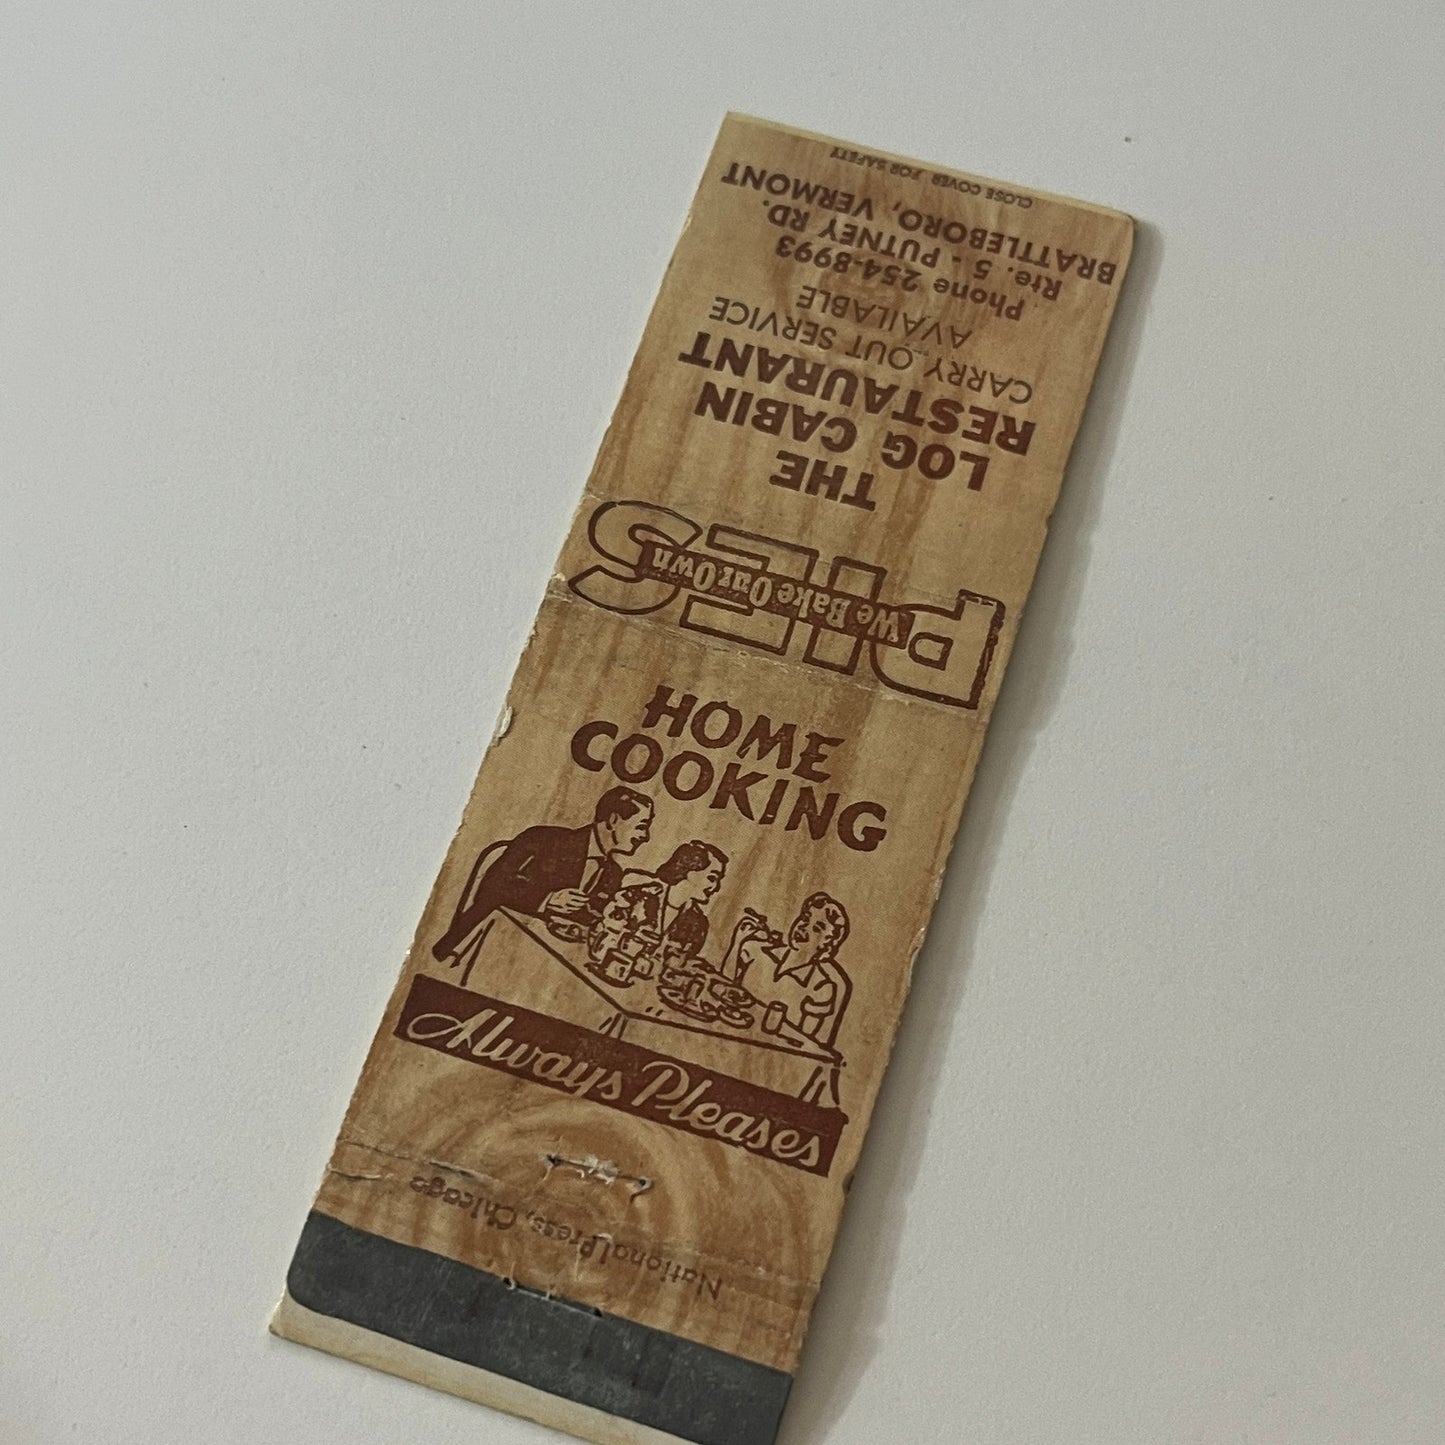 THE
LOG CABIN
RESTAURANT
CARRY OUT SERVICE
AVAILABLE
Phone 254-8993
Rte. 5 - PUTNEY RD.
BRATTLEBORO, VERMONT
CLOSE COVER FOR SAFETY
PIES
We Bake Our Own
HOME
COOKING
Always Pleases
National Press, Chicago